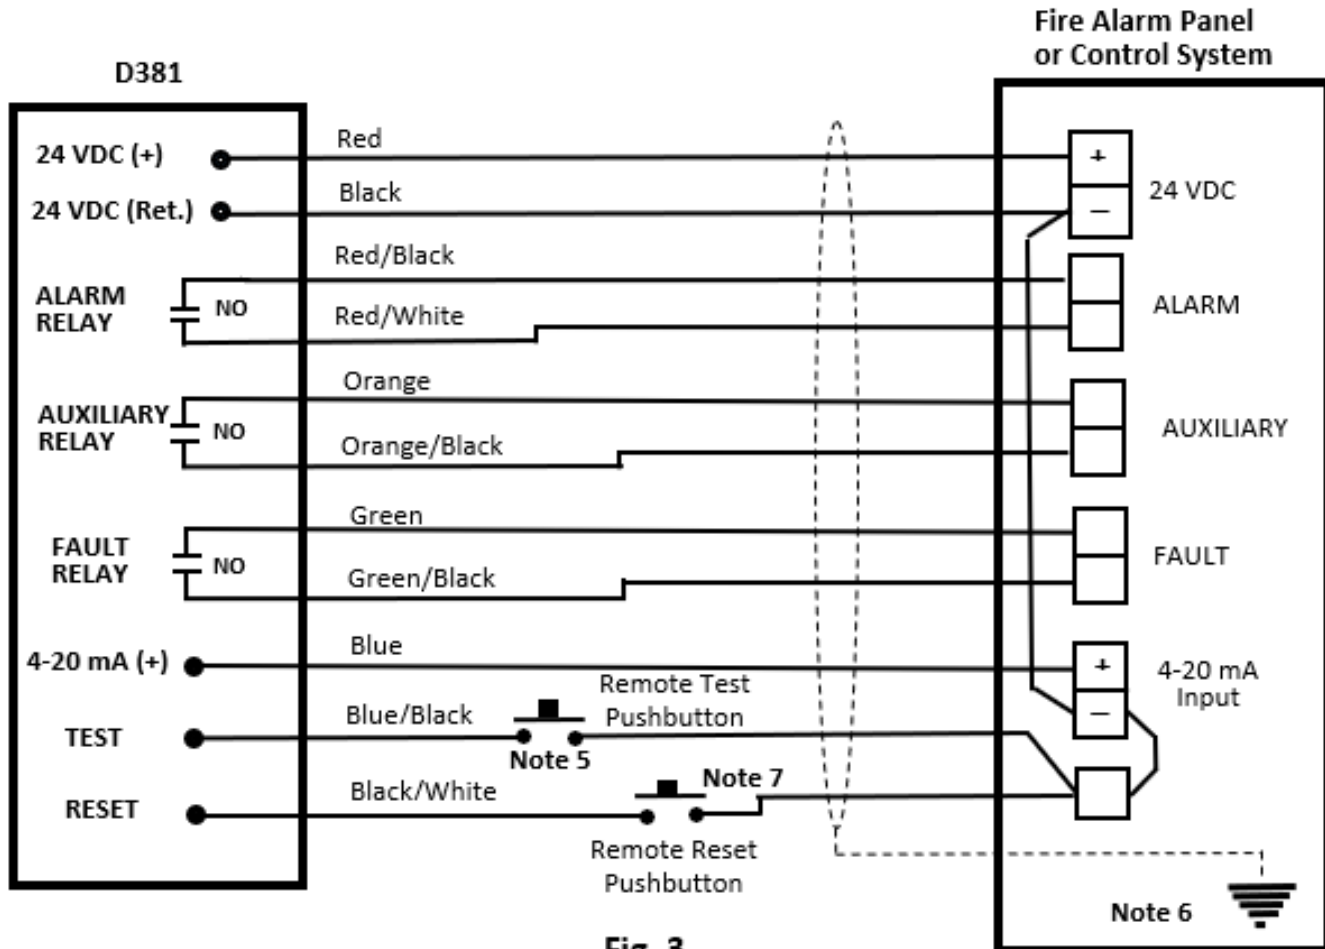 Fire Alarm Panel
or Control System
D381
24 VDC (+)
Red
+
24 VDC (Ret.)
Black
–
24 VDC
ALARM
RELAY
NO
Red/Black
Red/White
ALARM
AUXILIARY
RELAY
NO
Orange
Orange/Black
AUXILIARY
FAULT
RELAY
NO
Green
Green/Black
FAULT
4-20 mA (+)
Blue
+
–
4-20 mA
Input
TEST
Blue/Black
Remote Test
Pushbutton
Note 5
RESET
Black/White
Note 7
Remote Reset
Pushbutton
Note 6
Fig. 3